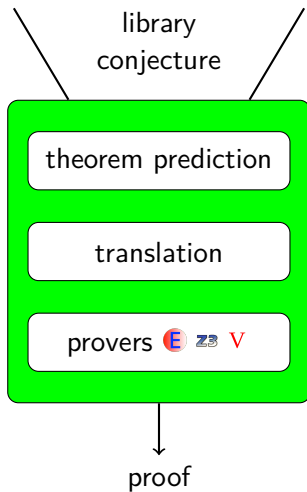 library
conjecture
theorem prediction
translation
provers E Z3 V
proof